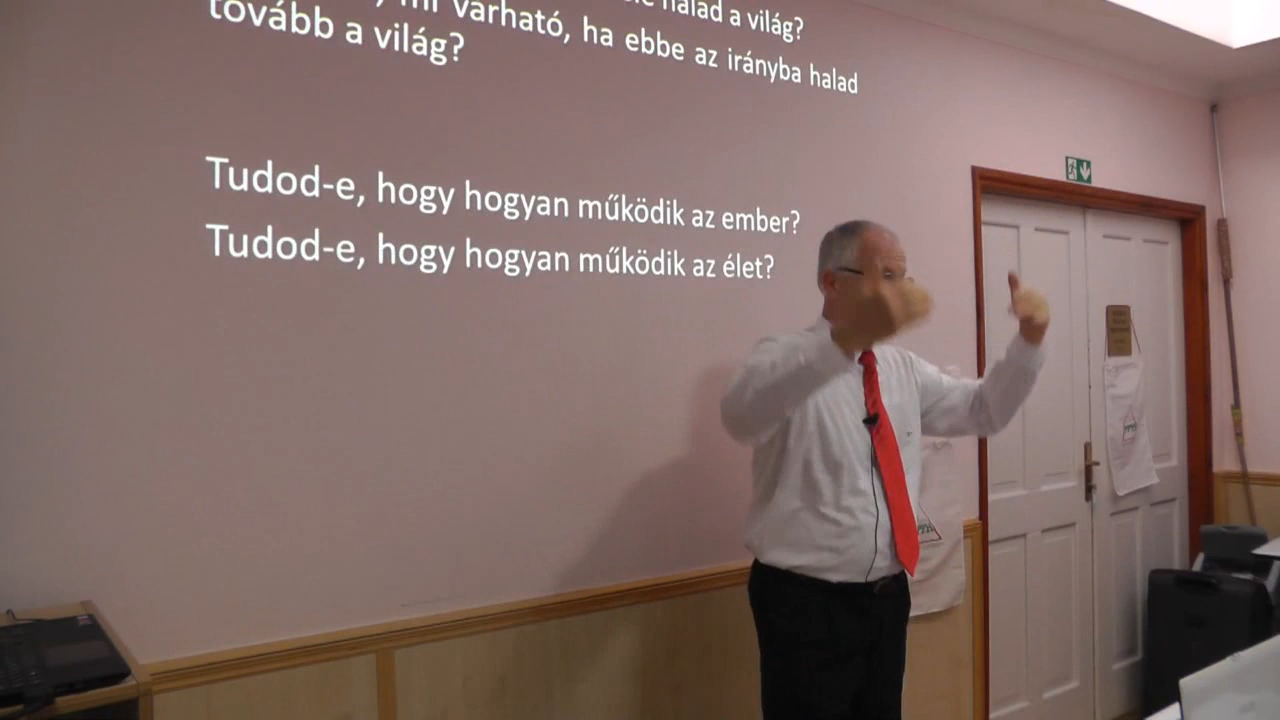 halad a világ?
mi várható, ha ebbe az irányba halad
tovább a világ?
Tudod-e, hogy hogyan működik az ember?
Tudod-e, hogy hogyan működik az élet?